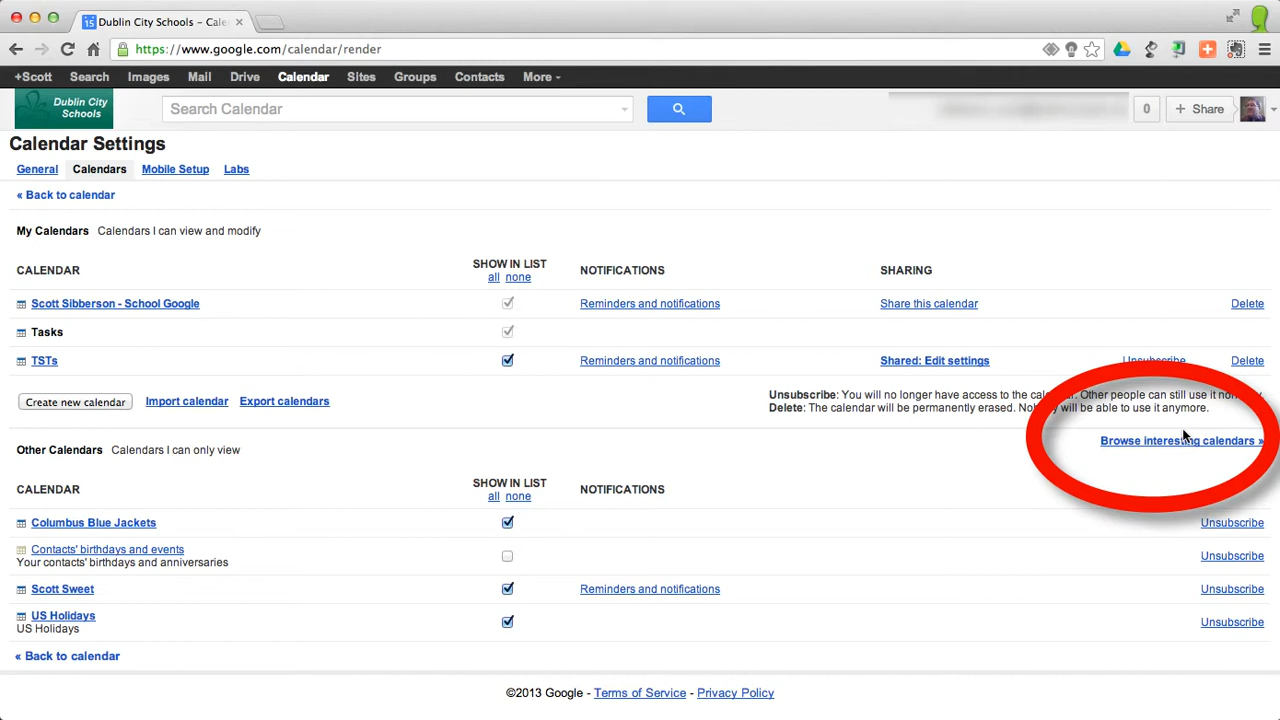 Dublin City Schools – Cale
https://www.google.com/calendar/render
+Scott Search Images Mail Drive Calendar Sites Groups Contacts More
Dublin City
Schools
Search Calendar
0
+ Share
Calendar Settings
General Calendars Mobile Setup Labs
« Back to calendar
My Calendars Calendars I can view and modify
CALENDAR SHOW IN LIST NOTIFICATIONS SHARING
all none
Scott Sibberson - School Google Reminders and notifications Share this calendar Delete
Tasks
TSTs Reminders and notifications Shared: Edit settings Unsubscribe Delete
Create new calendar Import calendar Export calendars
Unsubscribe: You will no longer have access to the calendar. Other people can still use it
Delete: The calendar will be permanently erased. Nobody will be able to use it anymore.
Other Calendars Calendars I can only view
Browse interesting calendars »
CALENDAR SHOW IN LIST NOTIFICATIONS
all none
Columbus Blue Jackets Unsubscribe
Contacts' birthdays and events Unsubscribe
Your contacts' birthdays and anniversaries
Scott Sweet Reminders and notifications Unsubscribe
US Holidays Unsubscribe
US Holidays
« Back to calendar
©2013 Google - Terms of Service - Privacy Policy